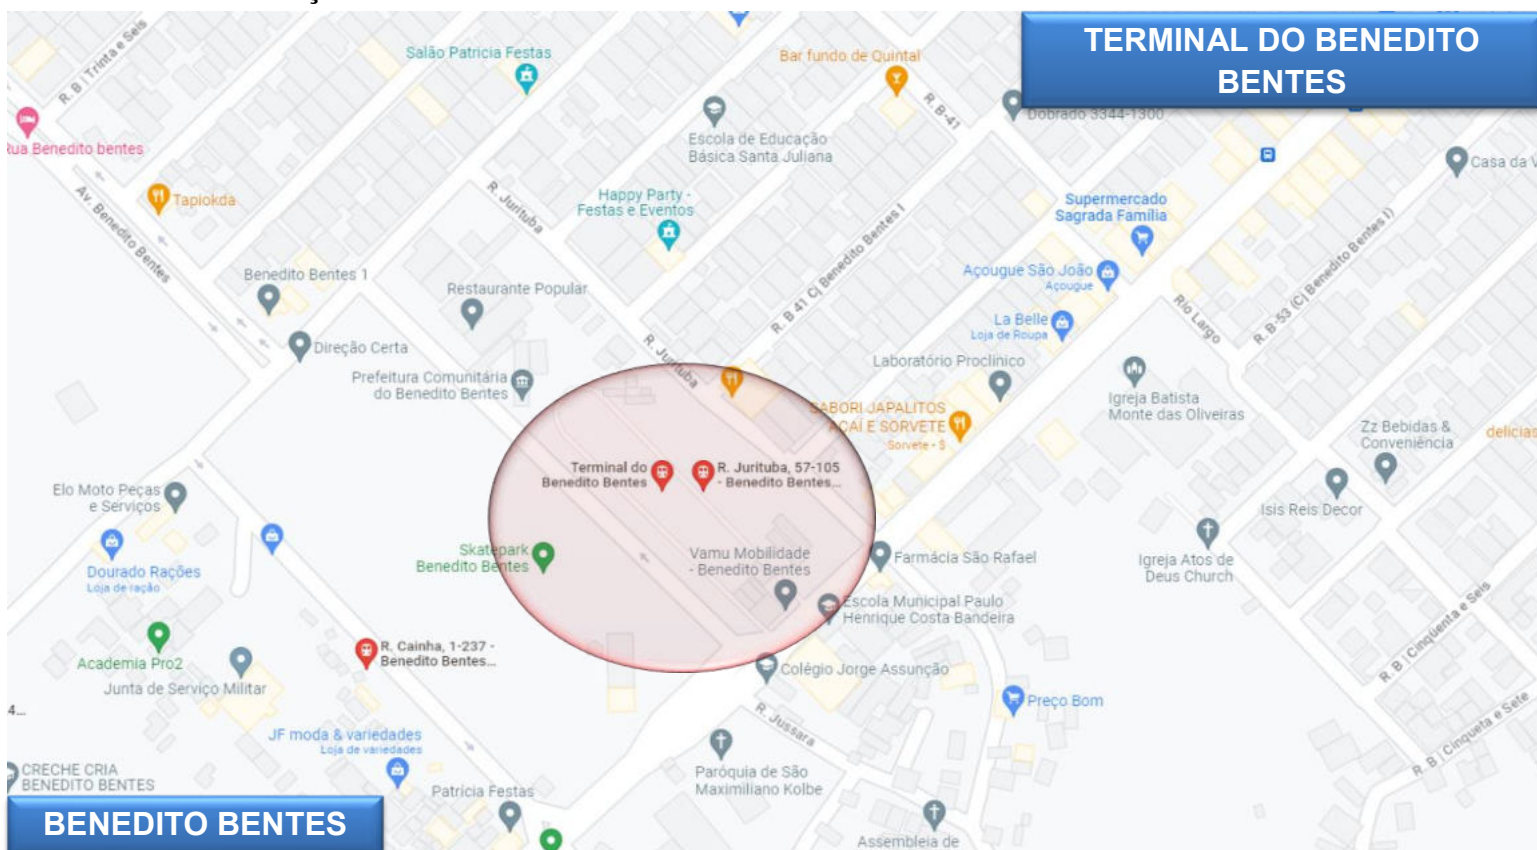 TERMINAL DO BENEDITO
BENTES
R. B I Trinta e Seis
Salão Patricia Festas
Bar fundo de Quintal
R. B-41
Dobrado 3344-1300
Rua Benedito bentes
Escola de Educação
Básica Santa Juliana
Casa da V
Av. Benedito Bentes
Tapiokda
R. Jurituba
Happy Party -
Festas e Eventos
Supermercado
Sagrada Família
R. B 41 Cj Benedito Bentes I
Benedito Bentes 1
Restaurante Popular
Açougue São João
Açougue
R. B-53 (Cj Benedito Bentes I)
Rio Largo
La Belle
Loja de Roupa
Direção Certa
R. Jurituba
Laboratório Proclínico
Prefeitura Comunitária
do Benedito Bentes
Igreja Batista
Monte das Oliveiras
SABORI JAPALITOS
AÇAÍ E SORVETE
Sorvete - $
Zz Bebidas &
Conveniência
delicias
Terminal do
Benedito Bentes
R. Jurituba, 57-105
- Benedito Bentes...
Elo Moto Peças
e Serviços
Isis Reis Decor
Skatepark
Benedito Bentes
Vamu Mobilidade
- Benedito Bentes
Farmácia São Rafael
Igreja Atos de
Deus Church
Dourado Rações
Loja de ração
Escola Municipal Paulo
Henrique Costa Bandeira
R. B I Cinqüenta e Seis
R. Cainha, 1-237 -
Benedito Bentes...
Academia Pro2
Junta de Serviço Militar
Colégio Jorge Assunção
Preço Bom
4...
R. Jussara
R. B I Cinqueta e Sete
JF moda & variedades
Loja de variedades
CRECHE CRIA
BENEDITO BENTES
Paróquia de São
Maximiliano Kolbe
Patrícia Festas
BENEDITO BENTES
Assembleia de